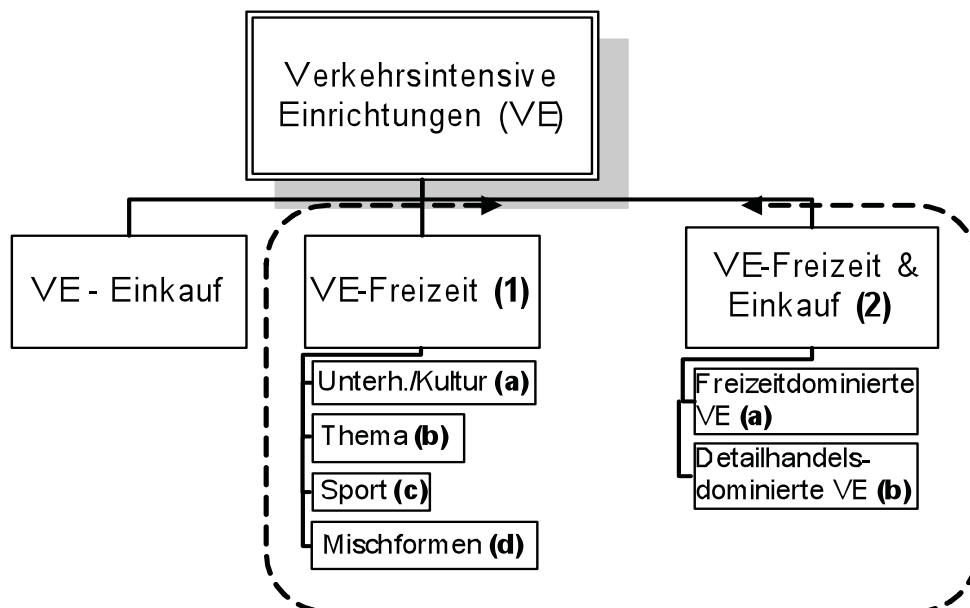 Verkehrsintensive
Einrichtungen (VE)
VE - Einkauf
VE-Freizeit (1)
VE-Freizeit &
Einkauf (2)
Unterh./Kultur (a)
Thema (b)
Sport (c)
Mischformen (d)
Freizeitdominierte
VE (a)
Detailhandels-
dominierte VE (b)